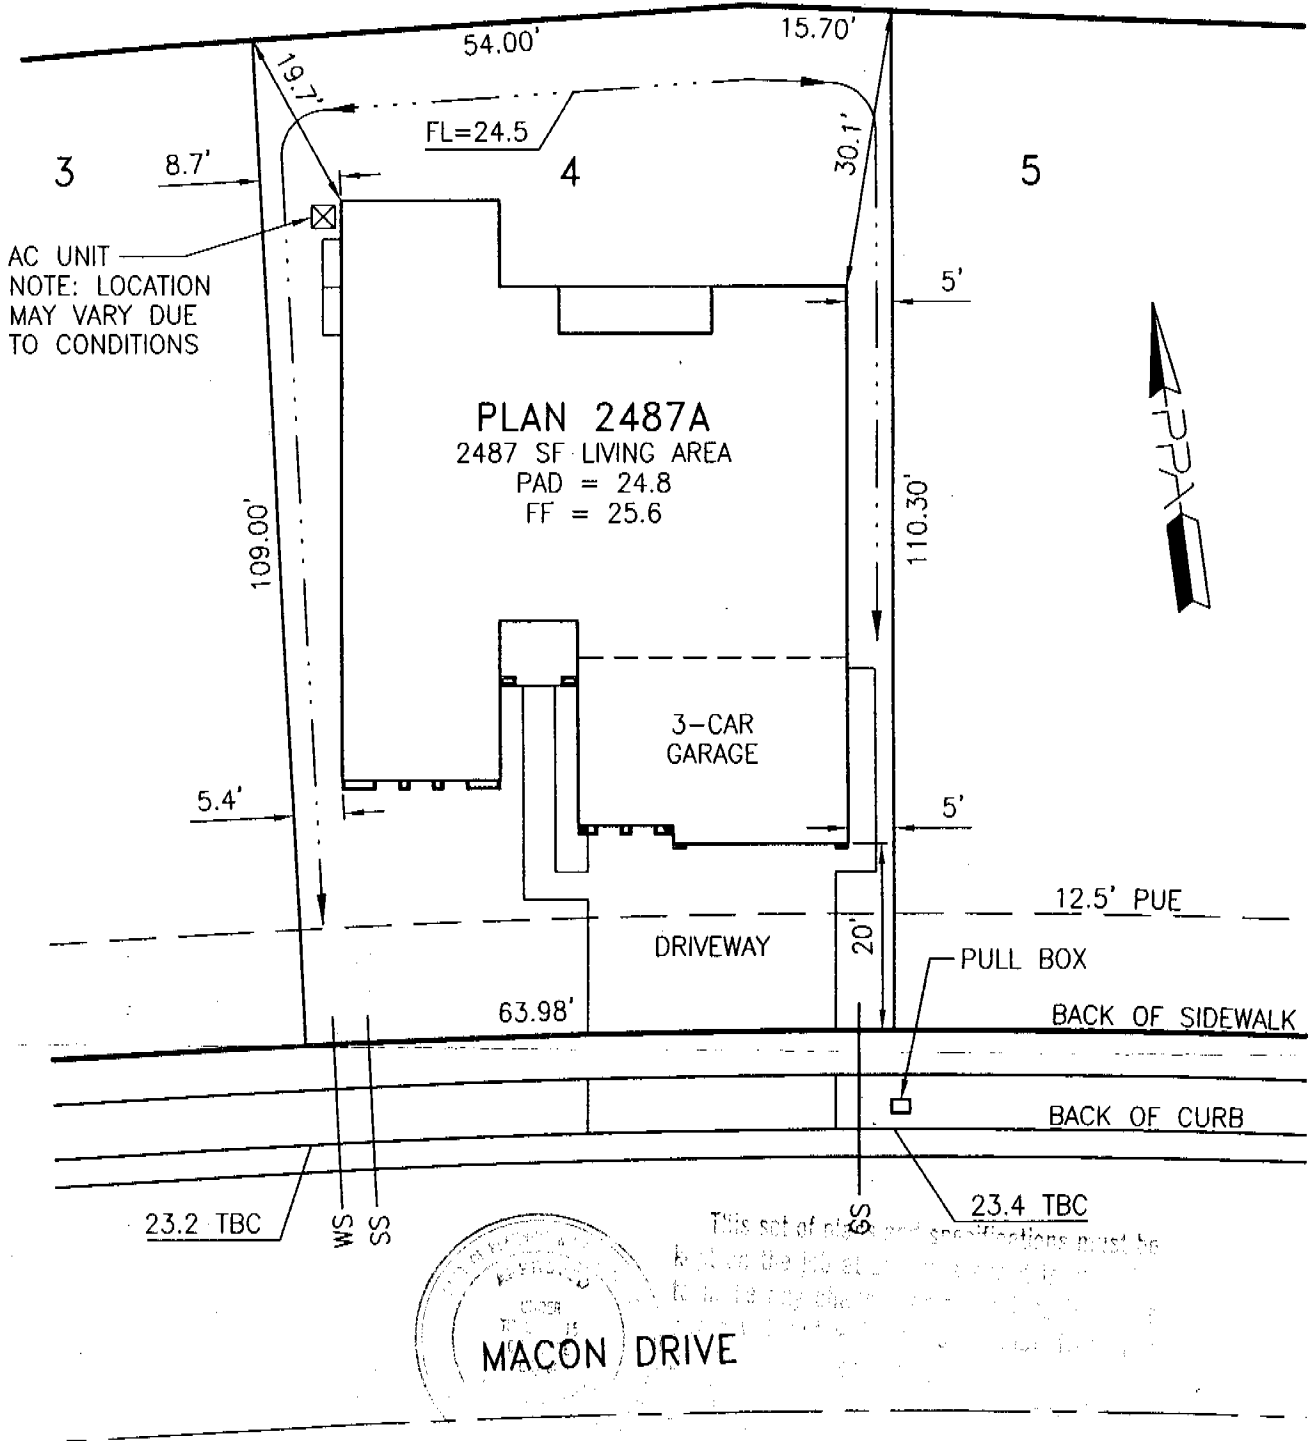 54.00'
15.70'
19.7'
FL=24.5
30.1'
3
8.7'
4
5
AC UNIT
NOTE: LOCATION
MAY VARY DUE
TO CONDITIONS
5'
PLAN 2487A
2487 SF LIVING AREA
PAD = 24.8
FF = 25.6
109.00'
110.30'
3-CAR
GARAGE
5.4'
5'
12.5' PUE
DRIVEWAY
20'
PULL BOX
63.98'
BACK OF SIDEWALK
BACK OF CURB
23.2 TBC
WS
SS
GS
23.4 TBC
This set of plans and specifications must be
on the job
MACON DRIVE